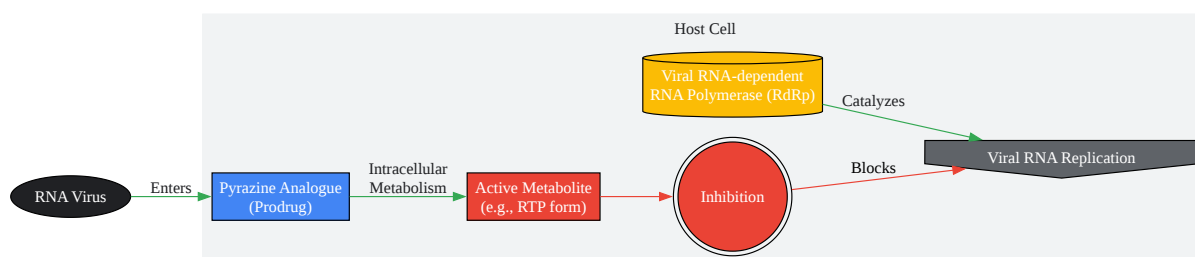 Host Cell
Viral RNA-dependent
RNA Polymerase (RdRp)
Catalyzes
Viral RNA Replication
RNA Virus
Enters
Pyrazine Analogue
(Prodrug)
Intracellular
Metabolism
Active Metabolite
(e.g., RTP form)
Inhibition
Blocks